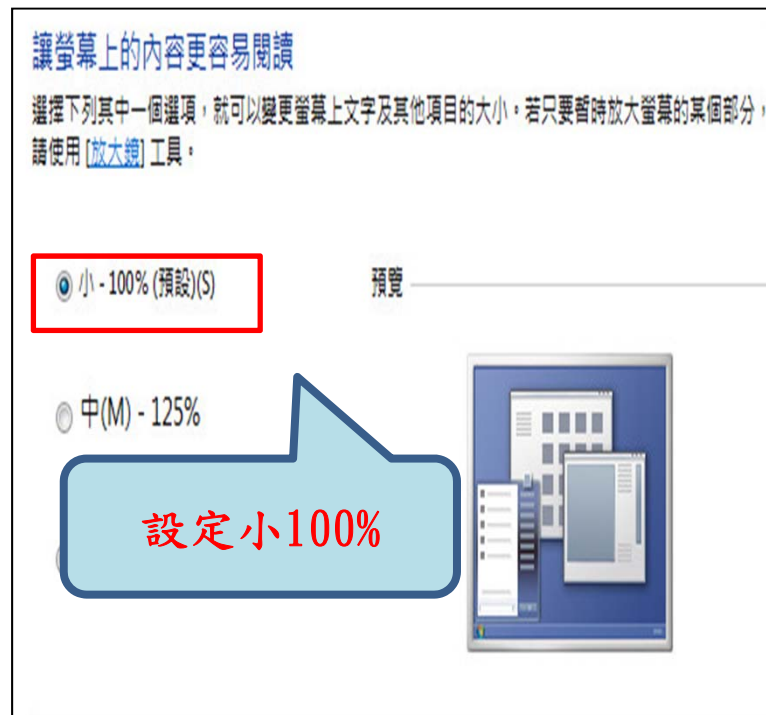 讓螢幕上的內容更容易閱讀
選擇下列其中一個選項，就可以變更螢幕上文字及其他項目的大小。若只要暫時放大螢幕的某個部分，
請使用 [放大鏡] 工具。
小 - 100% (預設)(S)
預覽
中(M) - 125%
設定小100%